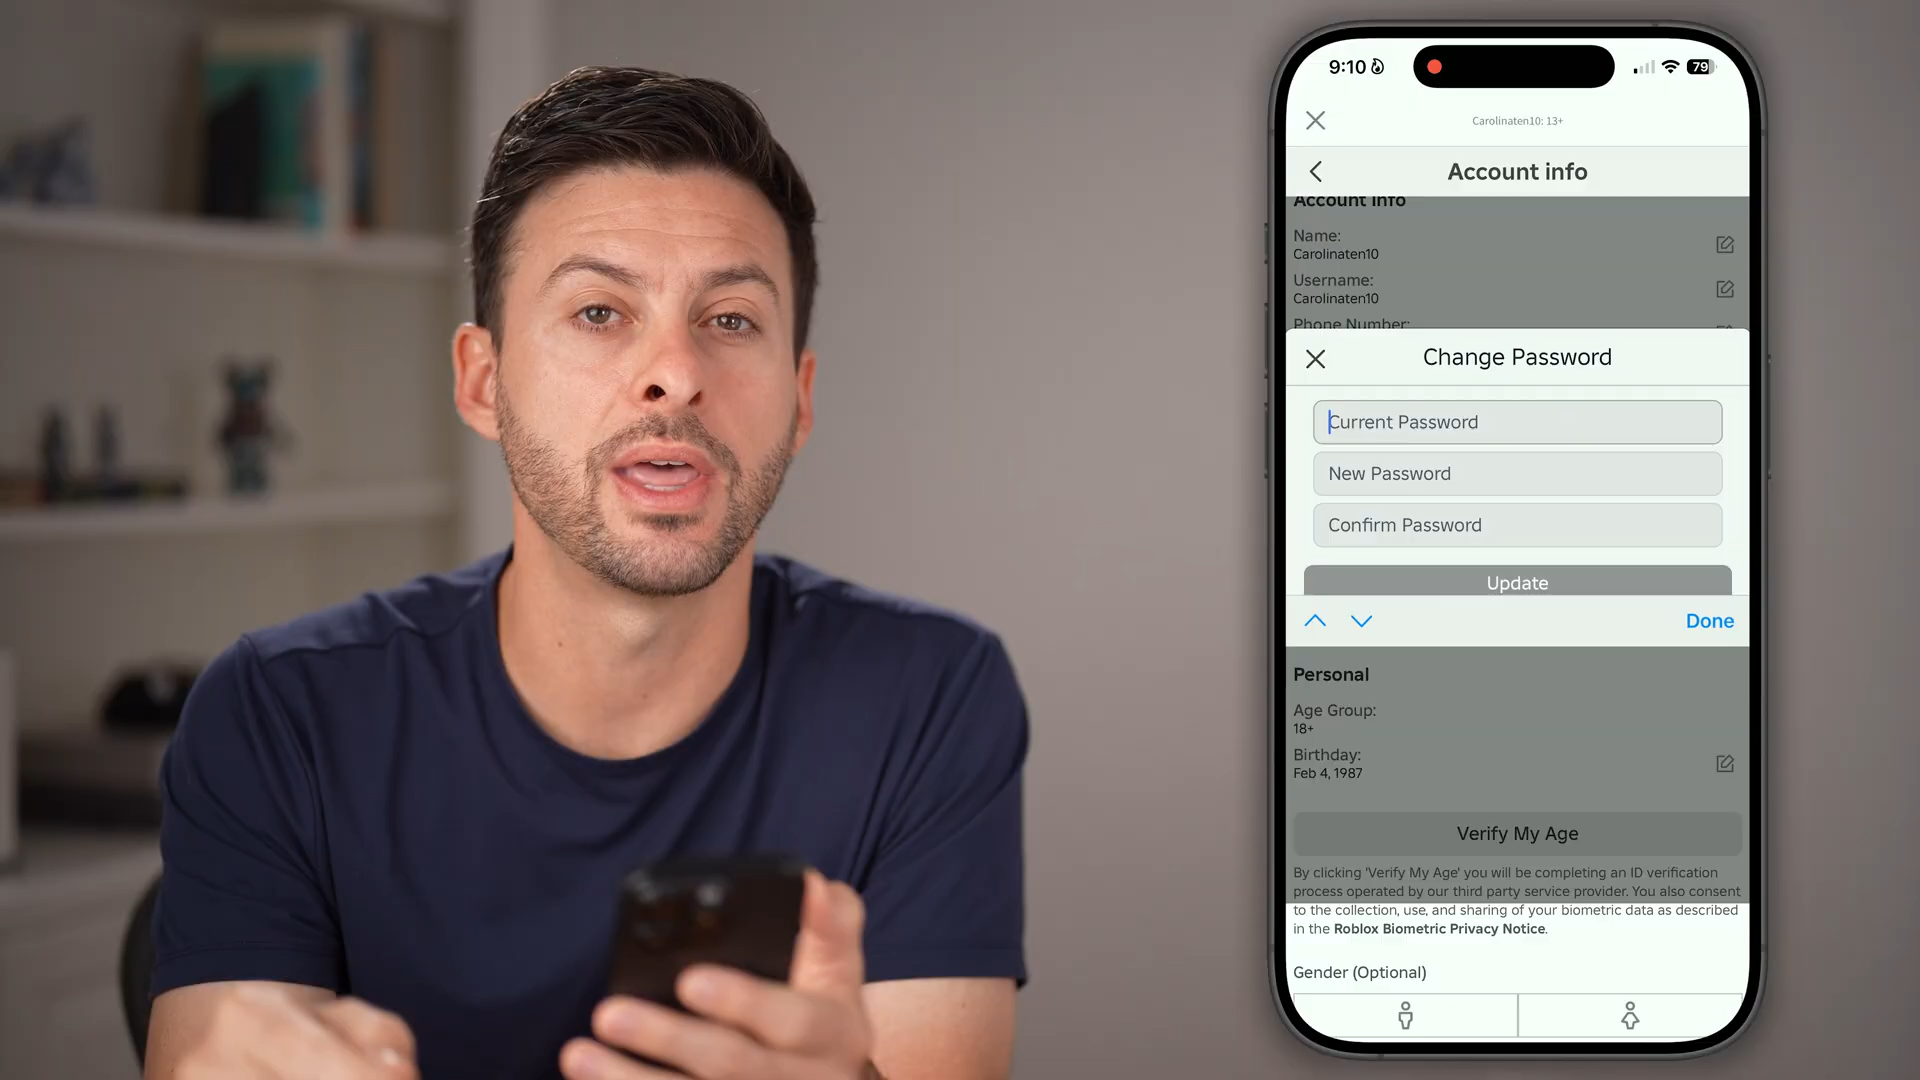 9:10
79
Carolinaten10: 13+
Account info
Account Info
Name:
Carolinaten10
Username:
Carolinaten10
Phone Number:
Change Password
Current Password
New Password
Confirm Password
Update
Done
Personal
Age Group:
18+
Birthday:
Feb 4, 1987
Verify My Age
By clicking 'Verify My Age' you will be completing an ID verification
process operated by our third party service provider. You also consent
to the collection, use, and sharing of your biometric data as described
in the Roblox Biometric Privacy Notice.
Gender (Optional)